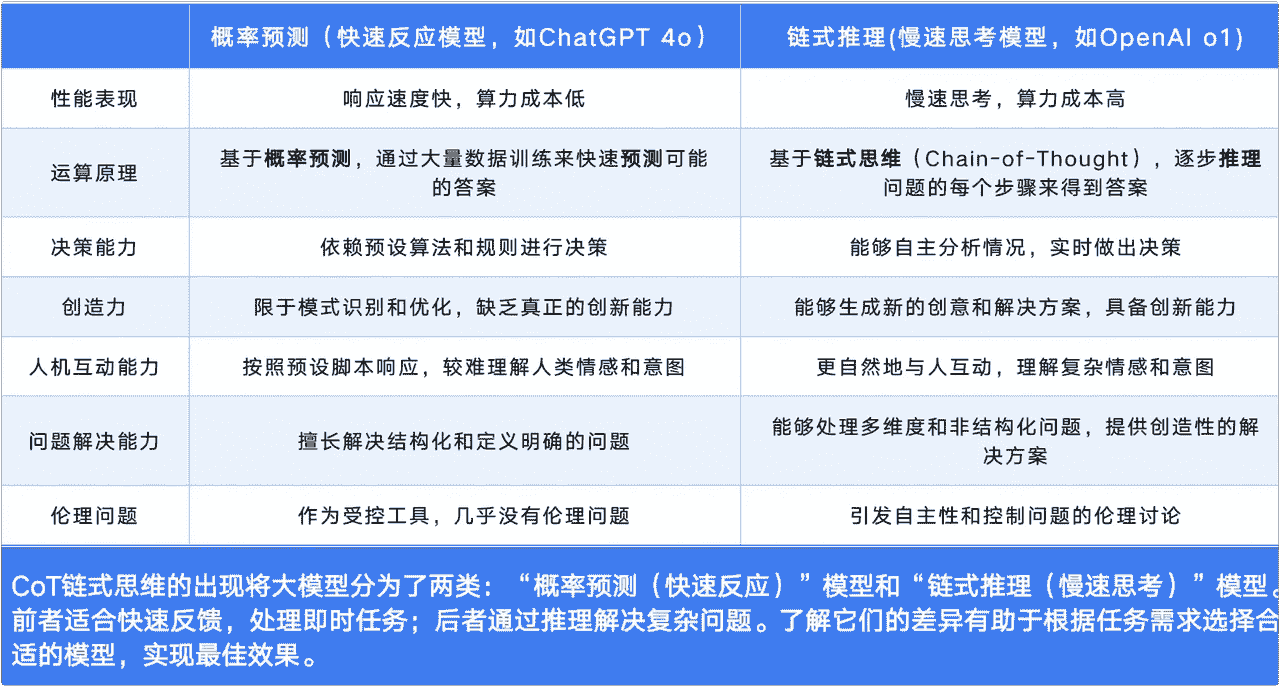 概率预测（快速反应模型，如ChatGPT 4o）
链式推理(慢速思考模型，如OpenAI o1)
性能表现
响应速度快，算力成本低
慢速思考，算力成本高
运算原理
基于概率预测，通过大量数据训练来快速预测可能
的答案
基于链式思维（Chain-of-Thought），逐步推理
问题的每个步骤来得到答案
决策能力
依赖预设算法和规则进行决策
能够自主分析情况，实时做出决策
创造力
限于模式识别和优化，缺乏真正的创新能力
能够生成新的创意和解决方案，具备创新能力
人机互动能力
按照预设脚本响应，较难理解人类情感和意图
更自然地与人互动，理解复杂情感和意图
问题解决能力
擅长解决结构化和定义明确的问题
能够处理多维度和非结构化问题，提供创造性的解
决方案
伦理问题
作为受控工具，几乎没有伦理问题
引发自主性和控制问题的伦理讨论
CoT链式思维的出现将大模型分为了两类：“概率预测（快速反应）”模型和“链式推理（慢速思考）”模型。
前者适合快速反馈，处理即时任务；后者通过推理解决复杂问题。了解它们的差异有助于根据任务需求选择合
适的模型，实现最佳效果。